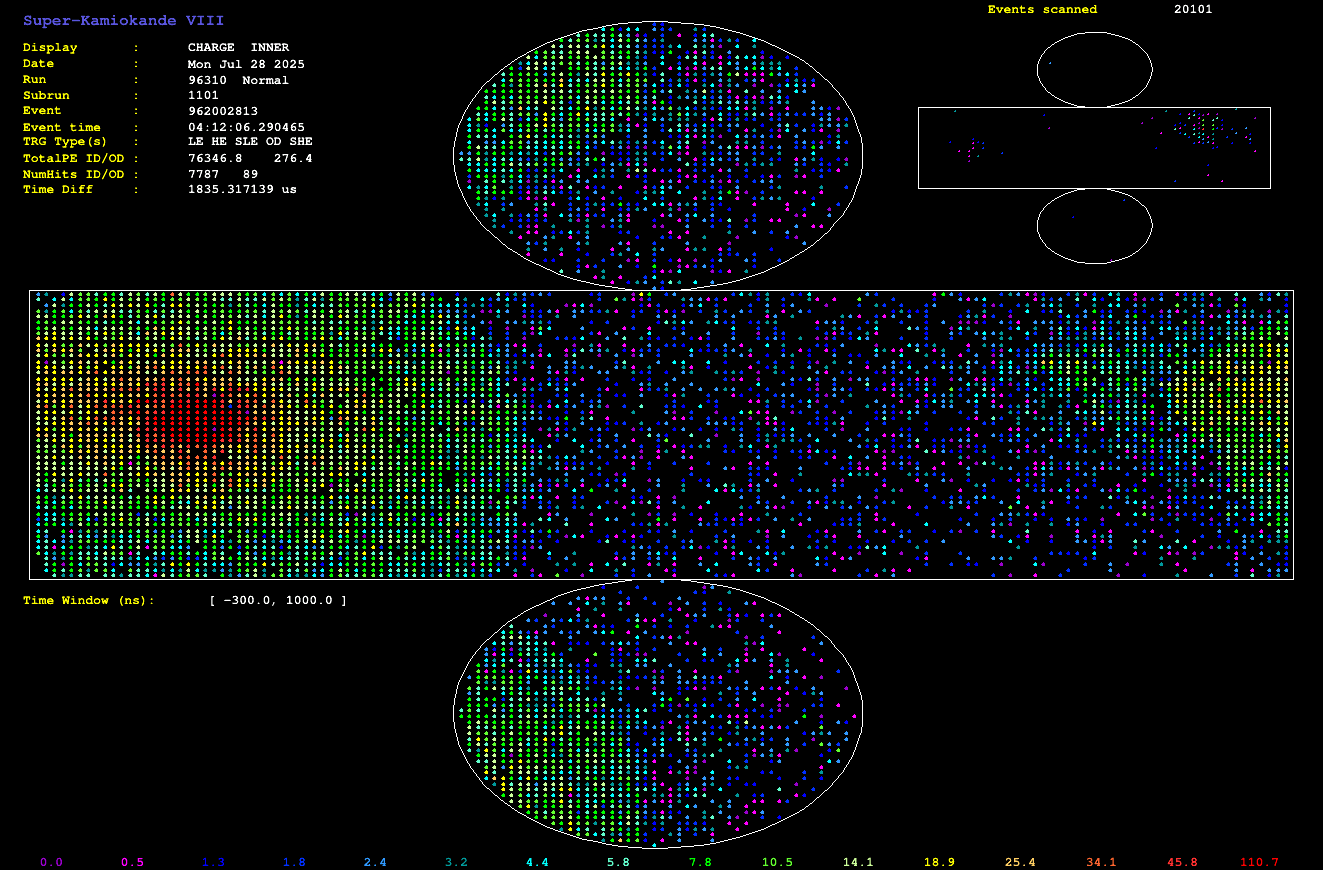 Super-Kamiokande VIII
Events scanned 20101
Display : CHARGE INNER
Date : Mon Jul 28 2025
Run : 96310 Normal
Subrun : 1101
Event : 962002813
Event time : 04:12:06.290465
TRG Type(s) : LE HE SLE OD SHE
TotalPE ID/OD : 76346.8 276.4
NumHits ID/OD : 7787 89
Time Diff : 1835.317139 us
Time Window (ns): [ -300.0, 1000.0 ]
0.0 0.5 1.3 1.8 2.4 3.2 4.4 5.8 7.8 10.5 14.1 18.9 25.4 34.1 45.8 110.7